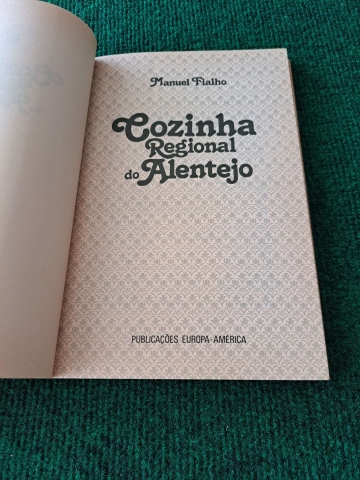 Manuel Fialho
Cozinha
Regional
do Alentejo
PUBLICAÇÕES EUROPA-AMÉRICA